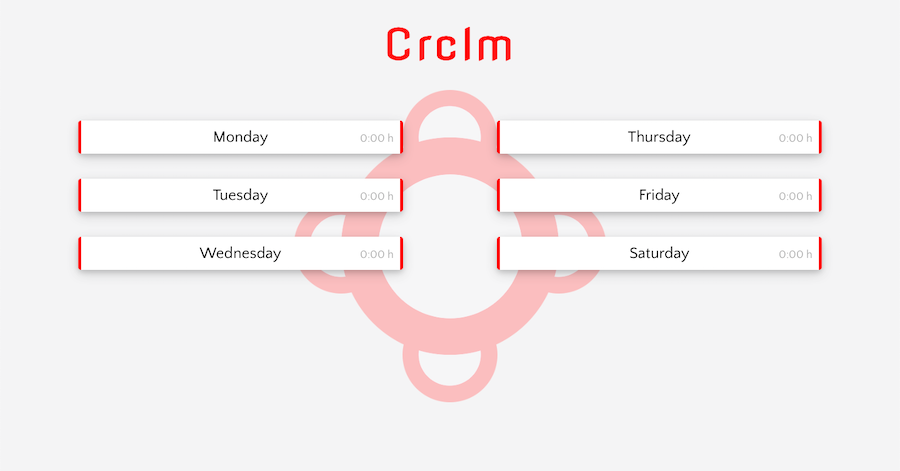 Crclm
Monday 0:00 h
Tuesday 0:00 h
Wednesday 0:00 h
Thursday 0:00 h
Friday 0:00 h
Saturday 0:00 h